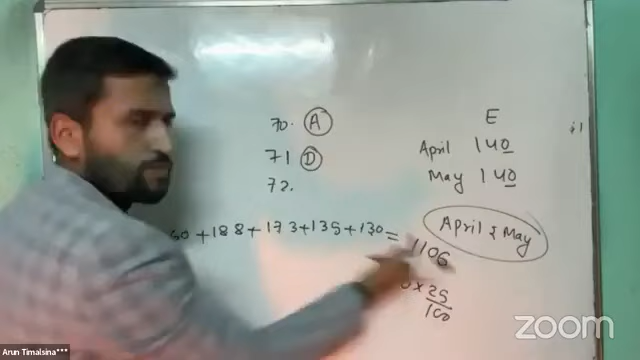 70. A
71 D
72.
E
April 140
May 140
April & May
+188+173+135+130=
1106
×25
100
zoom
Arun Timalsina***